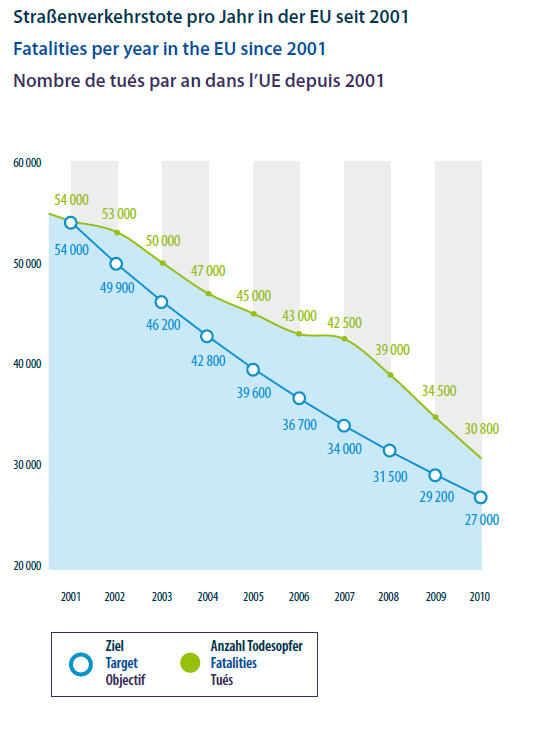 Straßenverkehrstote pro Jahr in der EU seit 2001
Fatalities per year in the EU since 2001
Nombre de tués par an dans l'UE depuis 2001
60 000
54 000
53 000
50 000
54 000
50 000
49 900
47 000
46 200
45 000
43 000
42 500
42 800
40 000
39 600
39 000
36 700
34 500
34 000
31 500
30 800
30 000
29 200
27 000
20 000
2001 2002 2003 2004 2005 2006 2007 2008 2009 2010
Ziel
Target
Objectif
Anzahl Todesopfer
Fatalities
Tués